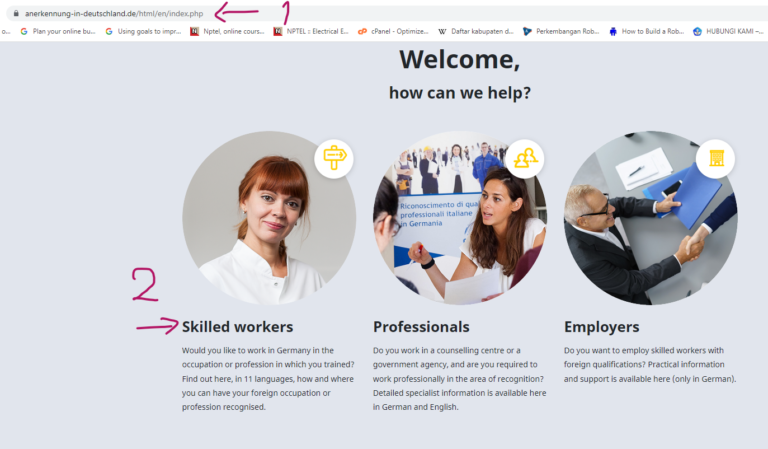 anerkennung-in-deutschland.de/html/en/index.php
1
o... Plan your online bu... Using goals to impr... Nptel, online cours... NPTEL :: Electrical E... cPanel - Optimize... Daftar kabupaten d... Perkembangan Rob... How to Build a Rob... HUBUNGI KAMI –...
Welcome,
how can we help?
Riconoscimento di qua
professionali italiane
in Germania
2
Skilled workers
Would you like to work in Germany in the
occupation or profession in which you trained?
Find out here, in 11 languages, how and where
you can have your foreign occupation or
profession recognised.
Professionals
Do you work in a counselling centre or a
government agency, and are you required to
work professionally in the area of recognition?
Detailed specialist information is available here
in German and English.
Employers
Do you want to employ skilled workers with
foreign qualifications? Practical information
and support is available here (only in German).